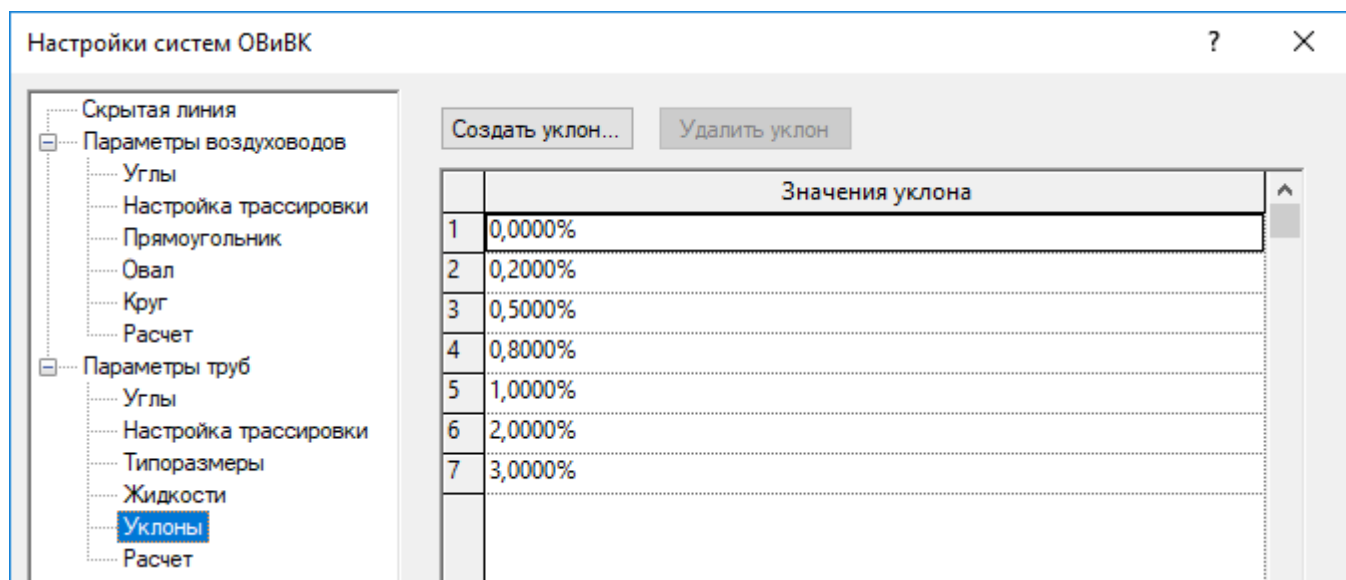 Настройки систем ОВиВК ? ×
Скрытая линия
Параметры воздуховодов
Углы
Настройка трассировки
Прямоугольник
Овал
Круг
Расчет
Параметры труб
Углы
Настройка трассировки
Типоразмеры
Жидкости
Уклоны
Расчет
Создать уклон... Удалить уклон
Значения уклона
1 0,0000%
2 0,2000%
3 0,5000%
4 0,8000%
5 1,0000%
6 2,0000%
7 3,0000%